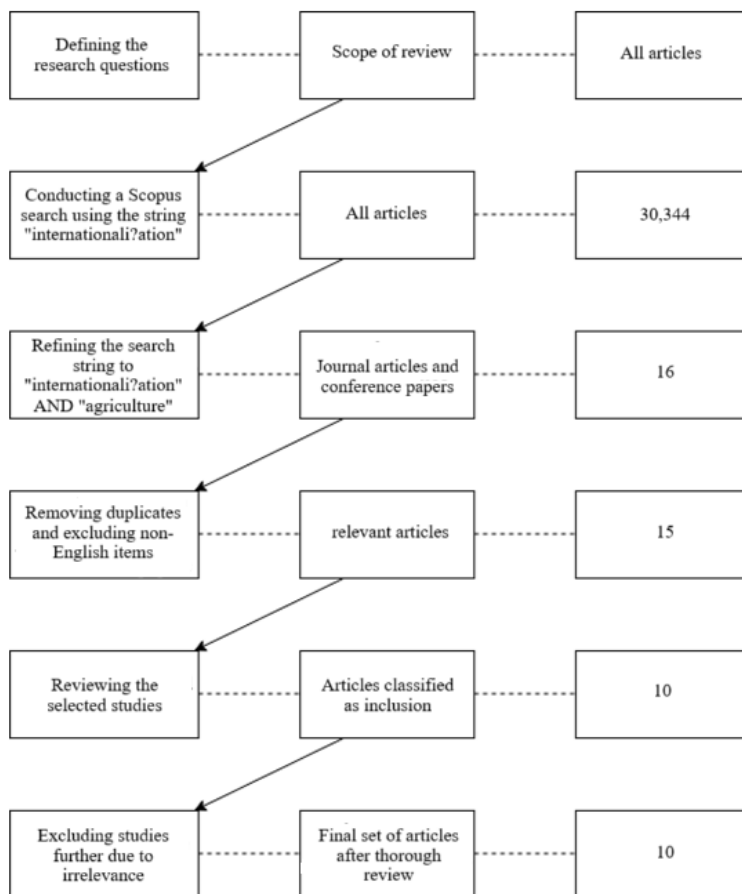 Defining the
research questions
Scope of review
All articles
Conducting a Scopus
search using the string
"internationali?ation"
All articles
30,344
Refining the search
string to
"internationali?ation"
AND "agriculture"
Journal articles and
conference papers
16
Removing duplicates
and excluding non-
English items
relevant articles
15
Reviewing the
selected studies
Articles classified
as inclusion
10
Excluding studies
further due to
irrelevance
Final set of articles
after thorough
review
10